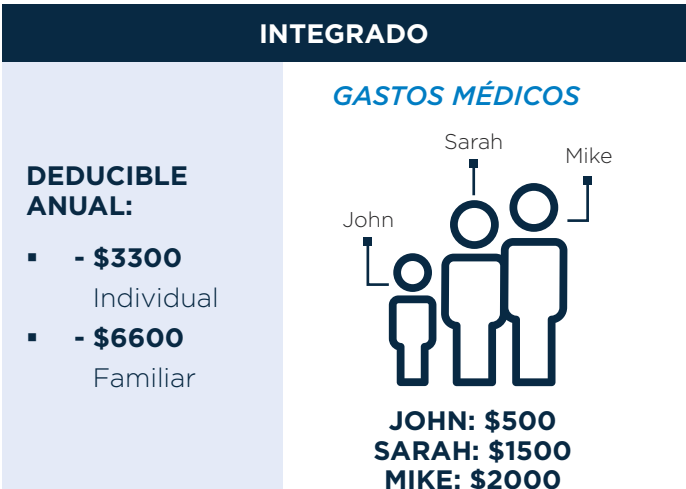 INTEGRADO
DEDUCIBLE
ANUAL:
▪ - $3300
Individual
▪ - $6600
Familiar
GASTOS MÉDICOS
Sarah
Mike
John
JOHN: $500
SARAH: $1500
MIKE: $2000